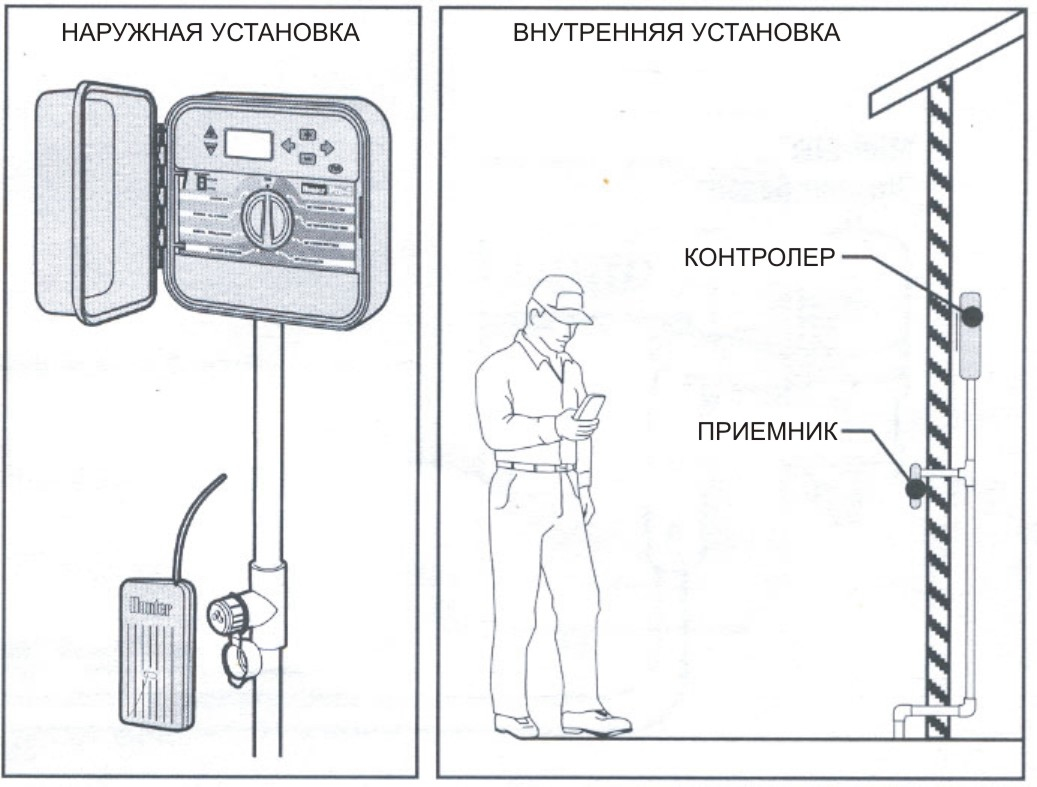 НАРУЖНАЯ УСТАНОВКА
Hunter
ВНУТРЕННЯЯ УСТАНОВКА
КОНТРОЛЕР
ПРИЕМНИК